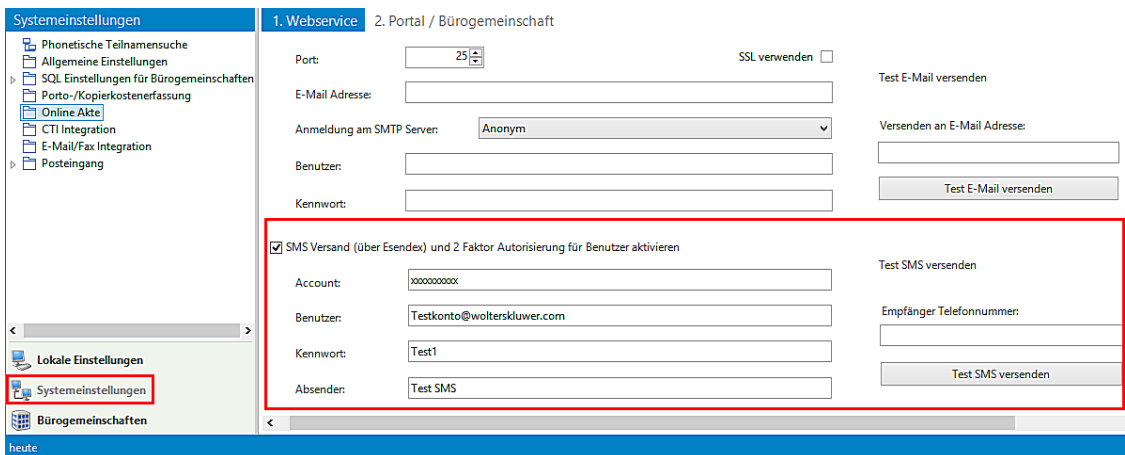 Systemeinstellungen
Phonetische Teilnamensuche
Allgemeine Einstellungen
SQL Einstellungen für Bürogemeinschaften
Porto-/Kopierkostenerfassung
Online Akte
CTI Integration
E-Mail/Fax Integration
Posteingang
Lokale Einstellungen
Systemeinstellungen
Bürogemeinschaften
heute
1. Webservice 2. Portal / Bürogemeinschaft
Port: 25 SSL verwenden
E-Mail Adresse:
Anmeldung am SMTP Server: Anonym
Benutzer:
Kennwort:
Test E-Mail versenden
Versenden an E-Mail Adresse:
Test E-Mail versenden
SMS Versand (über Esendex) und 2 Faktor Autorisierung für Benutzer aktivieren
Account: xxxxxxxxxx
Benutzer: Testkonto@wolterskluwer.com
Kennwort: Test1
Absender: Test SMS
Test SMS versenden
Empfänger Telefonnummer:
Test SMS versenden